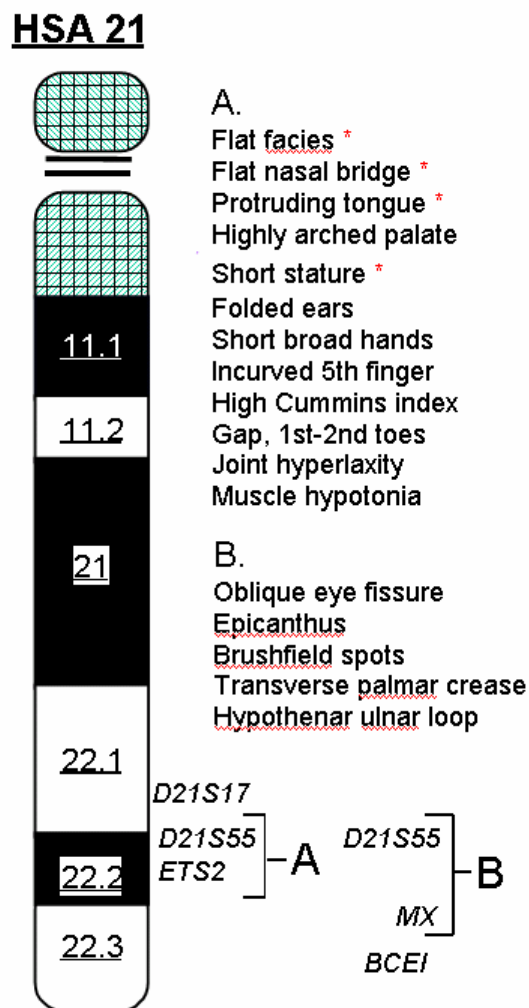 HSA 21
A.
Flat facies *
Flat nasal bridge *
Protruding tongue *
Highly arched palate
Short stature *
Folded ears
Short broad hands
Incurved 5th finger
High Cummins index
Gap, 1st-2nd toes
Joint hyperlaxity
Muscle hypotonia
B.
Oblique eye fissure
Epicanthus
Brushfield spots
Transverse palmar crease
Hypothenar ulnar loop
11.1
11.2
21
22.1
22.2
22.3
D21S17
D21S55
ETS2
A
D21S55
MX
B
BCEI